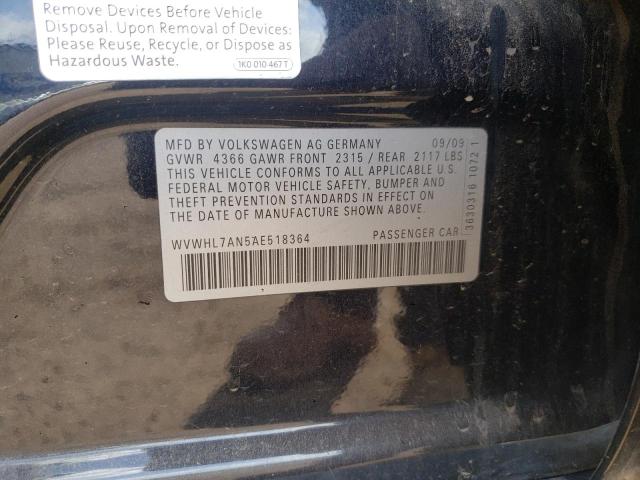 Remove Devices Before Vehicle
Disposal. Upon Removal of Devices:
Please Reuse, Recycle, or Dispose as
Hazardous Waste.
1K0 010 467 T
MFD BY VOLKSWAGEN AG GERMANY 09/09
GVWR 4366 GAWR FRONT 2315 / REAR 2117 LBS
THIS VEHICLE CONFORMS TO ALL APPLICABLE U.S.
FEDERAL MOTOR VEHICLE SAFETY, BUMPER AND
THEFT PREVENTION STANDARDS IN EFFECT ON
THE DATE OF MANUFACTURE SHOWN ABOVE.
WVWHL7AN5AE518364 PASSENGER CAR
3630316 1072 1